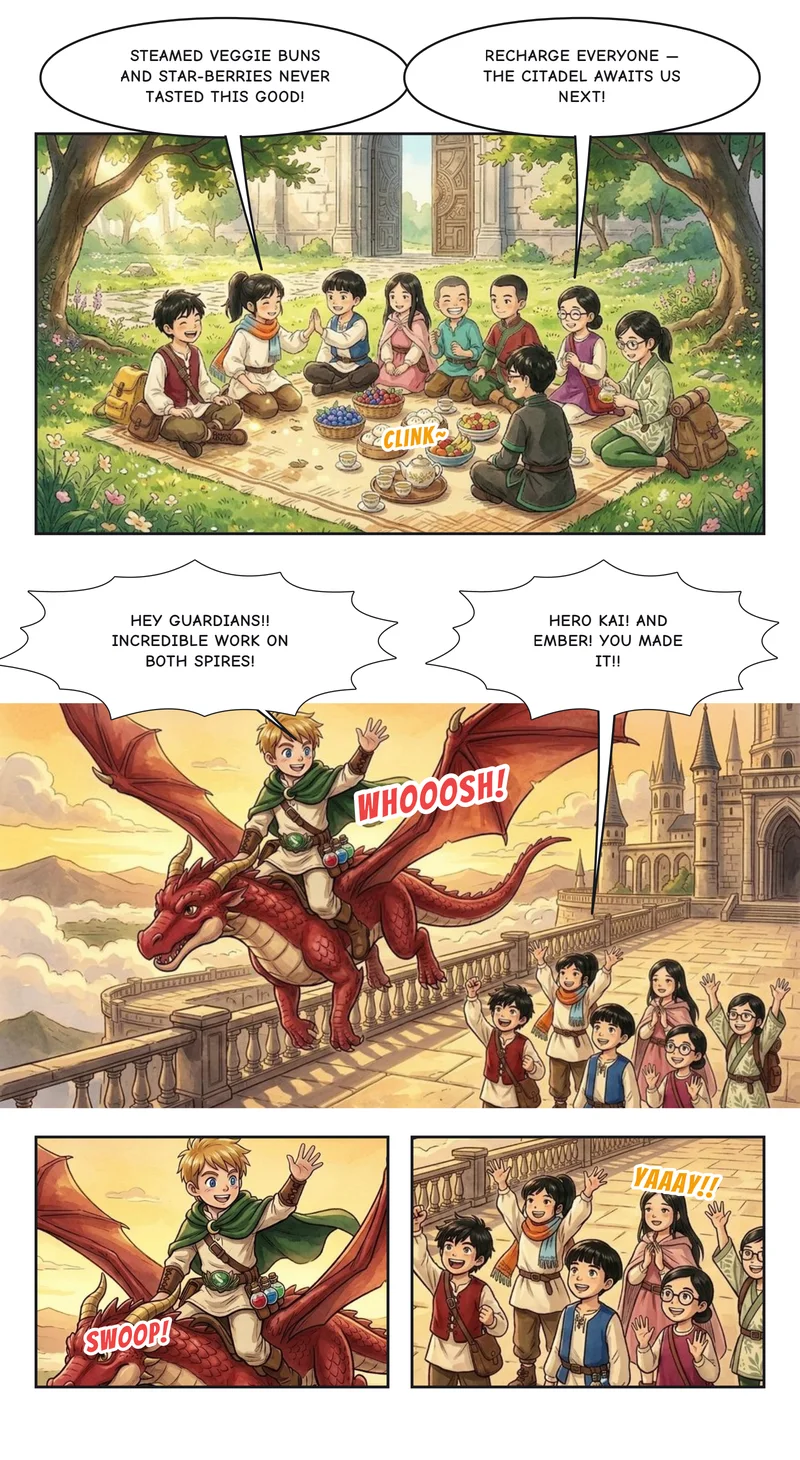 STEAMED VEGGIE BUNS
AND STAR-BERRIES NEVER
TASTED THIS GOOD!
RECHARGE EVERYONE —
THE CITADEL AWAITS US
NEXT!
CLINK~
HEY GUARDIANS!!
INCREDIBLE WORK ON
BOTH SPIRES!
HERO KAI! AND
EMBER! YOU MADE
IT!!
WHOOOSH!
SWOOP!
YAAAY!!